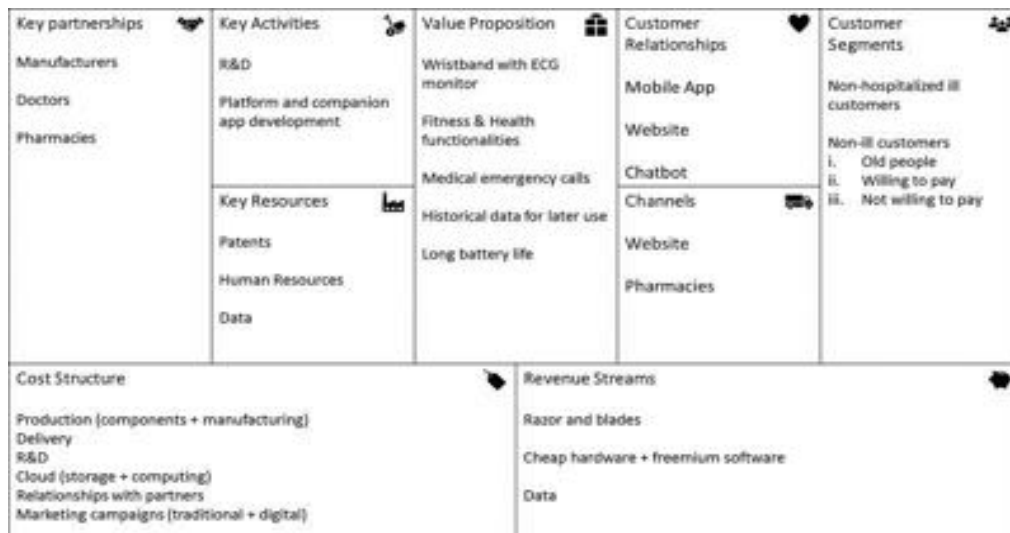 Key partnerships
Manufacturers
Doctors
Pharmacies
Key Activities
R&D
Platform and companion
app development
Key Resources
Patents
Human Resources
Data
Value Proposition
Wristband with ECG
monitor
Fitness & Health
functionalities
Medical emergency calls
Historical data for later use
Long battery life
Customer
Relationships
Mobile App
Website
Chatbot
Channels
Website
Pharmacies
Customer
Segments
Non-hospitalized ill
customers
Non-ill customers
i. Old people
ii. Willing to pay
iii. Not willing to pay
Cost Structure
Production (components + manufacturing)
Delivery
R&D
Cloud (storage + computing)
Relationships with partners
Marketing campaigns (traditional + digital)
Revenue Streams
Razor and blades
Cheap hardware + freemium software
Data